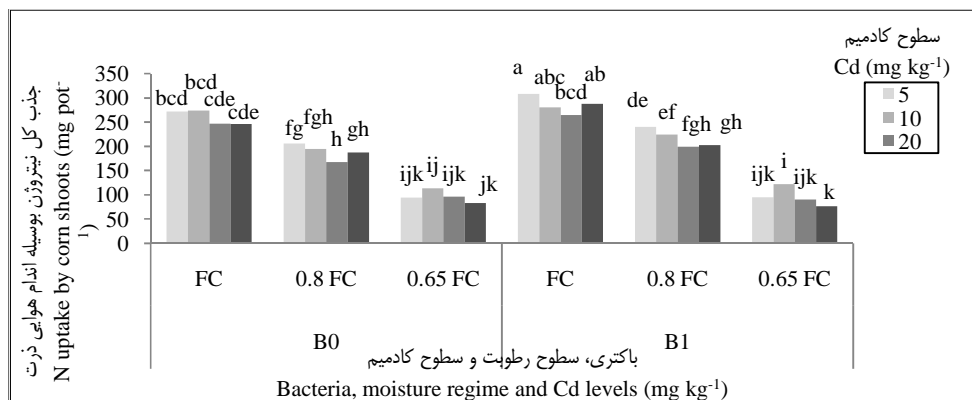 سطوح کادمیم
Cd (mg kg-1)
5
10
20
جذب کل نیتروژن بوسیله اندام هوایی ذرت
N uptake by corn shoots (mg pot-
1)
350
300
250
200
150
100
50
0
bcd bcd cde cde
fg fgh h gh
ijk ij ijk jk
a abc bcd ab
de ef fgh gh
ijk i ijk k
FC 0.8 FC 0.65 FC FC 0.8 FC 0.65 FC
B0 B1
باکتری، سطوح رطوبت و سطوح کادمیم
Bacteria, moisture regime and Cd levels (mg kg-1)